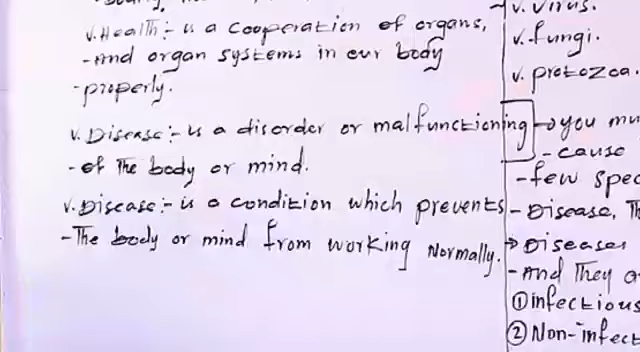 v. Health:- is a cooperation of organs,
- And organ systems in our body
- properly.
v. Disease:- is a disorder or malfunctioning
- of The body or mind.
v. Disease:- is a condition which prevents
- The body or mind from working Normally.
v. Virus.
v. fungi.
v. protozoa.
→ you
- cause
- few
- Disease,
→ Diseases
- And They
① infectious
② Non-infect